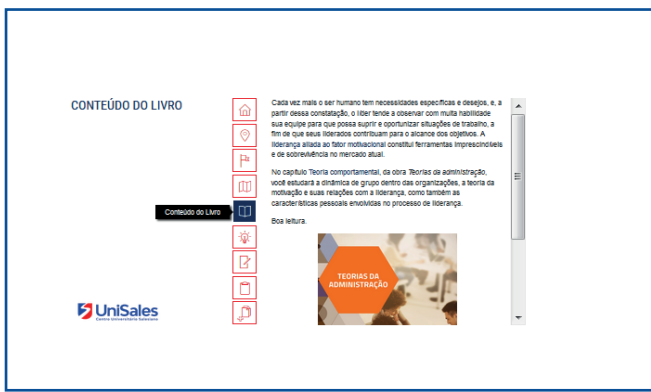 CONTEÚDO DO LIVRO
Cada vez mais o ser humano tem necessidades específicas e desejos, e, a
partir dessa constatação, o líder tende a observar com muita habilidade
sua equipe para que possa suprir e oportunizar situações de trabalho, a
fim de que seus liderados contribuam para o alcance dos objetivos. A
liderança aliada ao fator motivacional constitui ferramentas imprescindíveis
e de sobrevivência no mercado atual.
No capítulo Teoria comportamental, da obra Teorias da administração,
você estudará a dinâmica de grupo dentro das organizações, a teoria da
motivação e suas relações com a liderança, como também as
características pessoais envolvidas no processo de liderança.
Conteúdo do Livro
Boa leitura.
TEORIAS DA
ADMINISTRAÇÃO
UniSales
Centro Universitário Salesiano